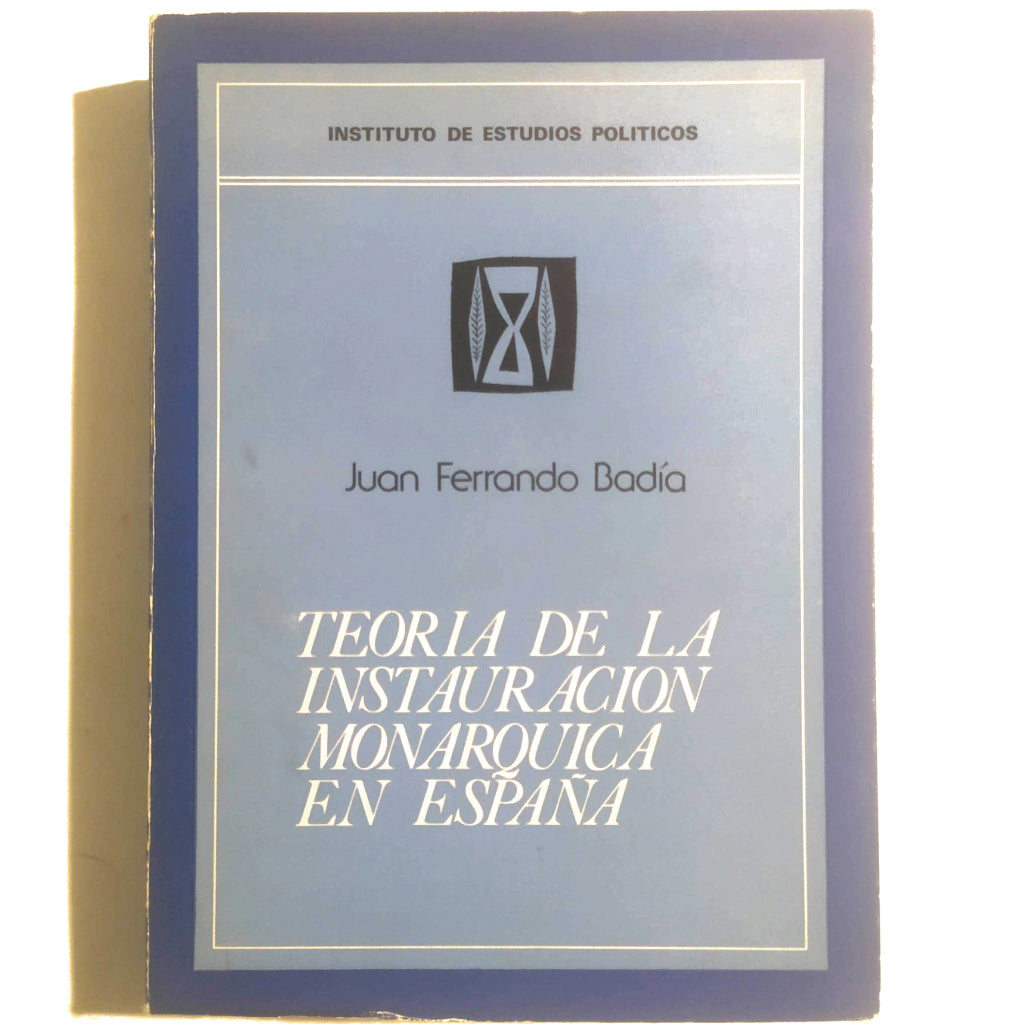 INSTITUTO DE ESTUDIOS POLITICOS
Juan Ferrando Badía
TEORIA DE LA
INSTAURACION
MONARQUICA
EN ESPAÑA